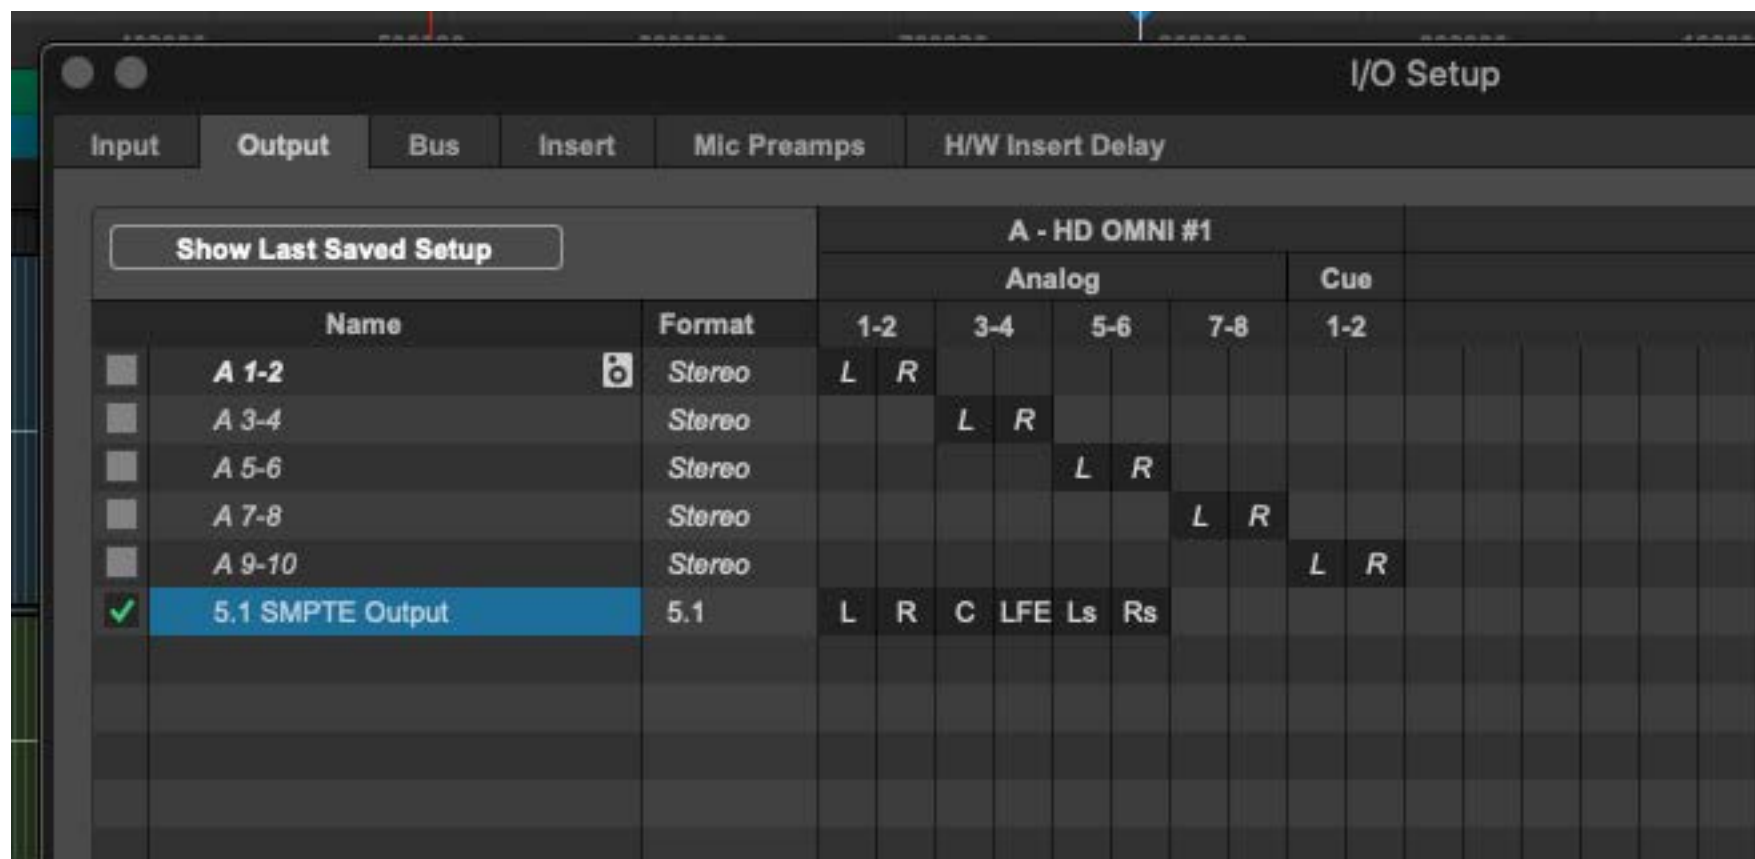 I/O Setup
Input Output Bus Insert Mic Preamps H/W Insert Delay
A - HD OMNI #1
Show Last Saved Setup
Analog Cue
Name Format 1-2 3-4 5-6 7-8 1-2
A 1-2 Stereo L R
A 3-4 Stereo L R
A 5-6 Stereo L R
A 7-8 Stereo L R
A 9-10 Stereo L R
5.1 SMPTE Output 5.1 L R C LFE Ls Rs